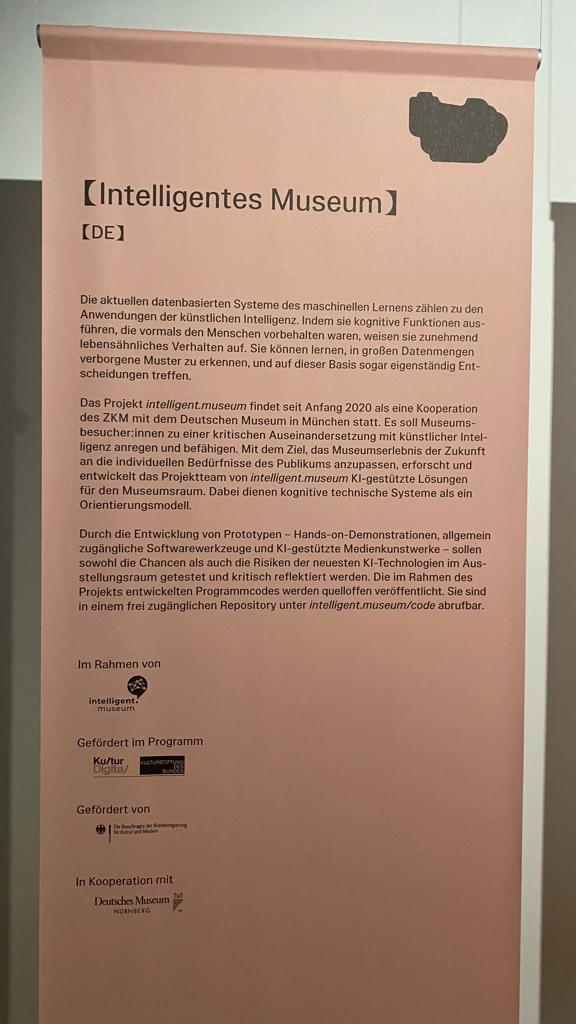 【Intelligentes Museum】
【DE】
Die aktuellen datenbasierten Systeme des maschinellen Lernens zählen zu den
Anwendungen der künstlichen Intelligenz. Indem sie kognitive Funktionen aus-
führen, die vormals den Menschen vorbehalten waren, weisen sie zunehmend
lebensähnliches Verhalten auf. Sie können lernen, in großen Datenmengen
verborgene Muster zu erkennen, und auf dieser Basis sogar eigenständig Ent-
scheidungen treffen.
Das Projekt intelligent.museum findet seit Anfang 2020 als eine Kooperation
des ZKM mit dem Deutschen Museum in München statt. Es soll Museums-
besucher:innen zu einer kritischen Auseinandersetzung mit künstlicher Intel-
ligenz anregen und befähigen. Mit dem Ziel, das Museumserlebnis der Zukunft
an die individuellen Bedürfnisse des Publikums anzupassen, erforscht und
entwickelt das Projektteam von intelligent.museum KI-gestützte Lösungen
für den Museumsraum. Dabei dienen kognitive technische Systeme als ein
Orientierungsmodell.
Durch die Entwicklung von Prototypen – Hands-on-Demonstrationen, allgemein
zugängliche Softwarewerkzeuge und KI-gestützte Medienkunstwerke – sollen
sowohl die Chancen als auch die Risiken der neuesten KI-Technologien im Aus-
stellungsraum getestet und kritisch reflektiert werden. Die im Rahmen des
Projekts entwickelten Programmcodes werden quelloffen veröffentlicht. Sie sind
in einem frei zugänglichen Repository unter intelligent.museum/code abrufbar.
Im Rahmen von
intelligent.
museum
Gefördert im Programm
Kultur
Digital
KULTURSTIFTUNG
DES
BUNDES
Gefördert von
Die Beauftragte der Bundesregierung
für Kultur und Medien
In Kooperation mit
Deutsches Museum
NÜRNBERG